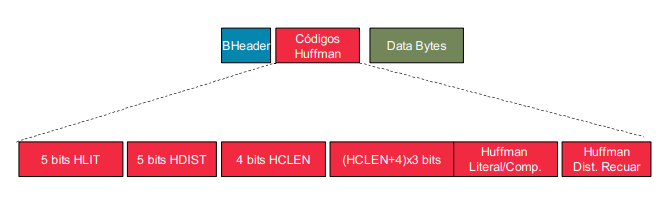 BHeader
Códigos
Huffman
Data Bytes
5 bits HLIT
5 bits HDIST
4 bits HCLEN
(HCLEN+4)x3 bits
Huffman
Literal/Comp.
Huffman
Dist. Recuar